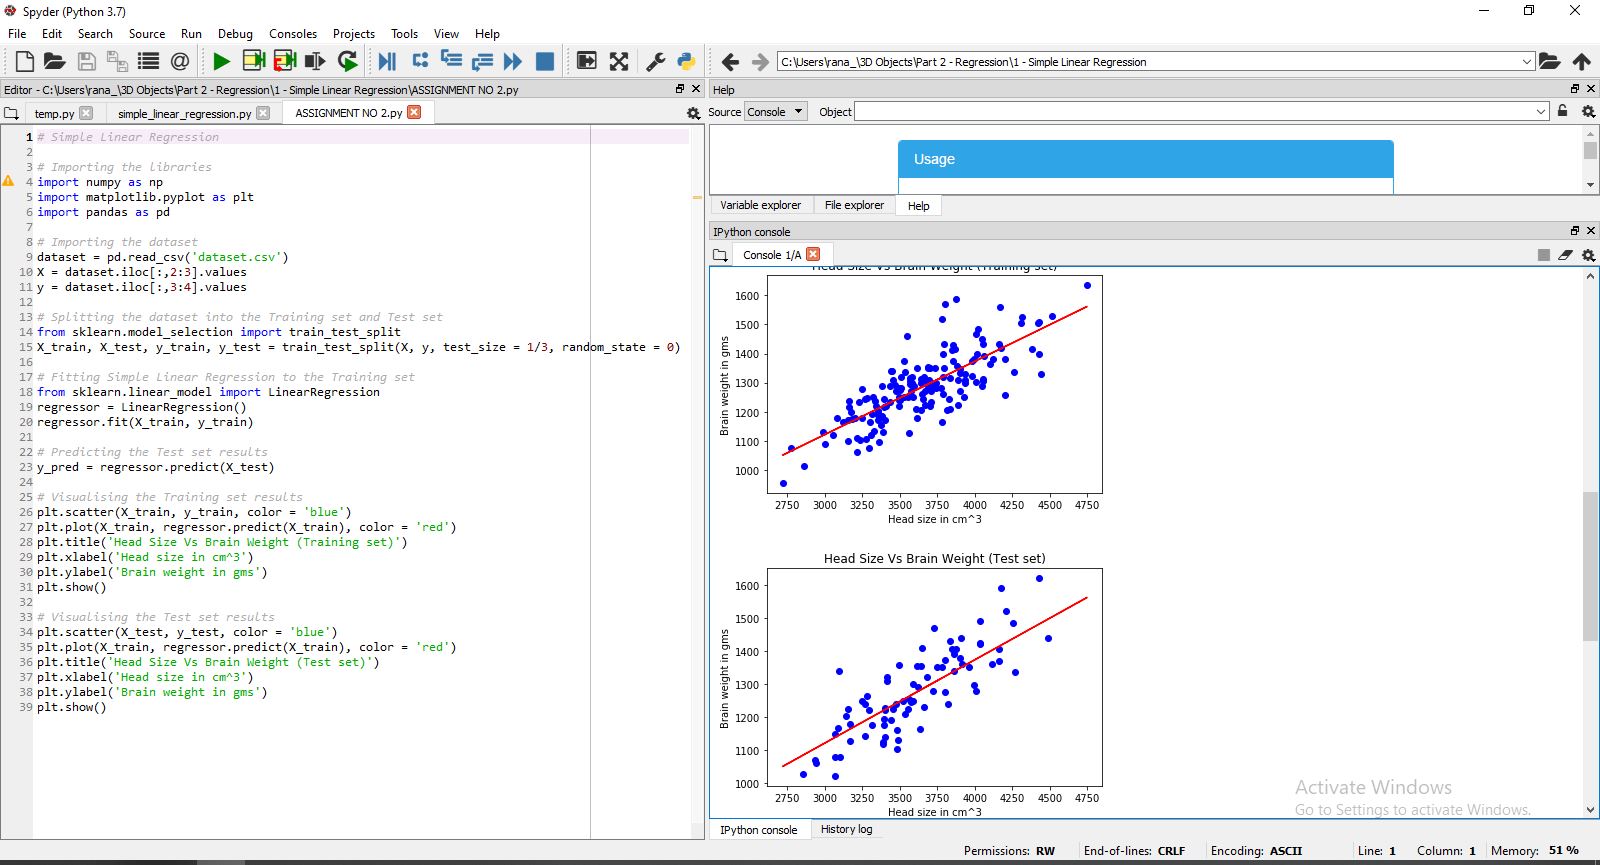 Spyder (Python 3.7)
File Edit Search Source Run Debug Consoles Projects Tools View Help
C:\Users\rana_\3D Objects\Part 2 - Regression\1 - Simple Linear Regression
Editor - C:\Users\rana_\3D Objects\Part 2 - Regression\1 - Simple Linear Regression\ASSIGNMENT NO 2.py
temp.py simple_linear_regression.py ASSIGNMENT NO 2.py
1 # Simple Linear Regression
2
3 # Importing the libraries
4 import numpy as np
5 import matplotlib.pyplot as plt
6 import pandas as pd
7
8 # Importing the dataset
9 dataset = pd.read_csv('dataset.csv')
10 X = dataset.iloc[:,2:3].values
11 y = dataset.iloc[:,3:4].values
12
13 # Splitting the dataset into the Training set and Test set
14 from sklearn.model_selection import train_test_split
15 X_train, X_test, y_train, y_test = train_test_split(X, y, test_size = 1/3, random_state = 0)
16
17 # Fitting Simple Linear Regression to the Training set
18 from sklearn.linear_model import LinearRegression
19 regressor = LinearRegression()
20 regressor.fit(X_train, y_train)
21
22 # Predicting the Test set results
23 y_pred = regressor.predict(X_test)
24
25 # Visualising the Training set results
26 plt.scatter(X_train, y_train, color = 'blue')
27 plt.plot(X_train, regressor.predict(X_train), color = 'red')
28 plt.title('Head Size Vs Brain Weight (Training set)')
29 plt.xlabel('Head size in cm^3')
30 plt.ylabel('Brain weight in gms')
31 plt.show()
32
33 # Visualising the Test set results
34 plt.scatter(X_test, y_test, color = 'blue')
35 plt.plot(X_train, regressor.predict(X_train), color = 'red')
36 plt.title('Head Size Vs Brain Weight (Test set)')
37 plt.xlabel('Head size in cm^3')
38 plt.ylabel('Brain weight in gms')
39 plt.show()
Help
Source Console Object
Usage
Variable explorer File explorer Help
IPython console
Console 1/A
Head Size Vs Brain Weight (Training set)
Brain weight in gms
1600
1500
1400
1300
1200
1100
1000
2750 3000 3250 3500 3750 4000 4250 4500 4750
Head size in cm^3
Head Size Vs Brain Weight (Test set)
Brain weight in gms
1600
1500
1400
1300
1200
1100
1000
2750 3000 3250 3500 3750 4000 4250 4500 4750
Head size in cm^3
Activate Windows
Go to Settings to activate Windows.
IPython console History log
Permissions: RW End-of-lines: CRLF Encoding: ASCII Line: 1 Column: 1 Memory: 51 %